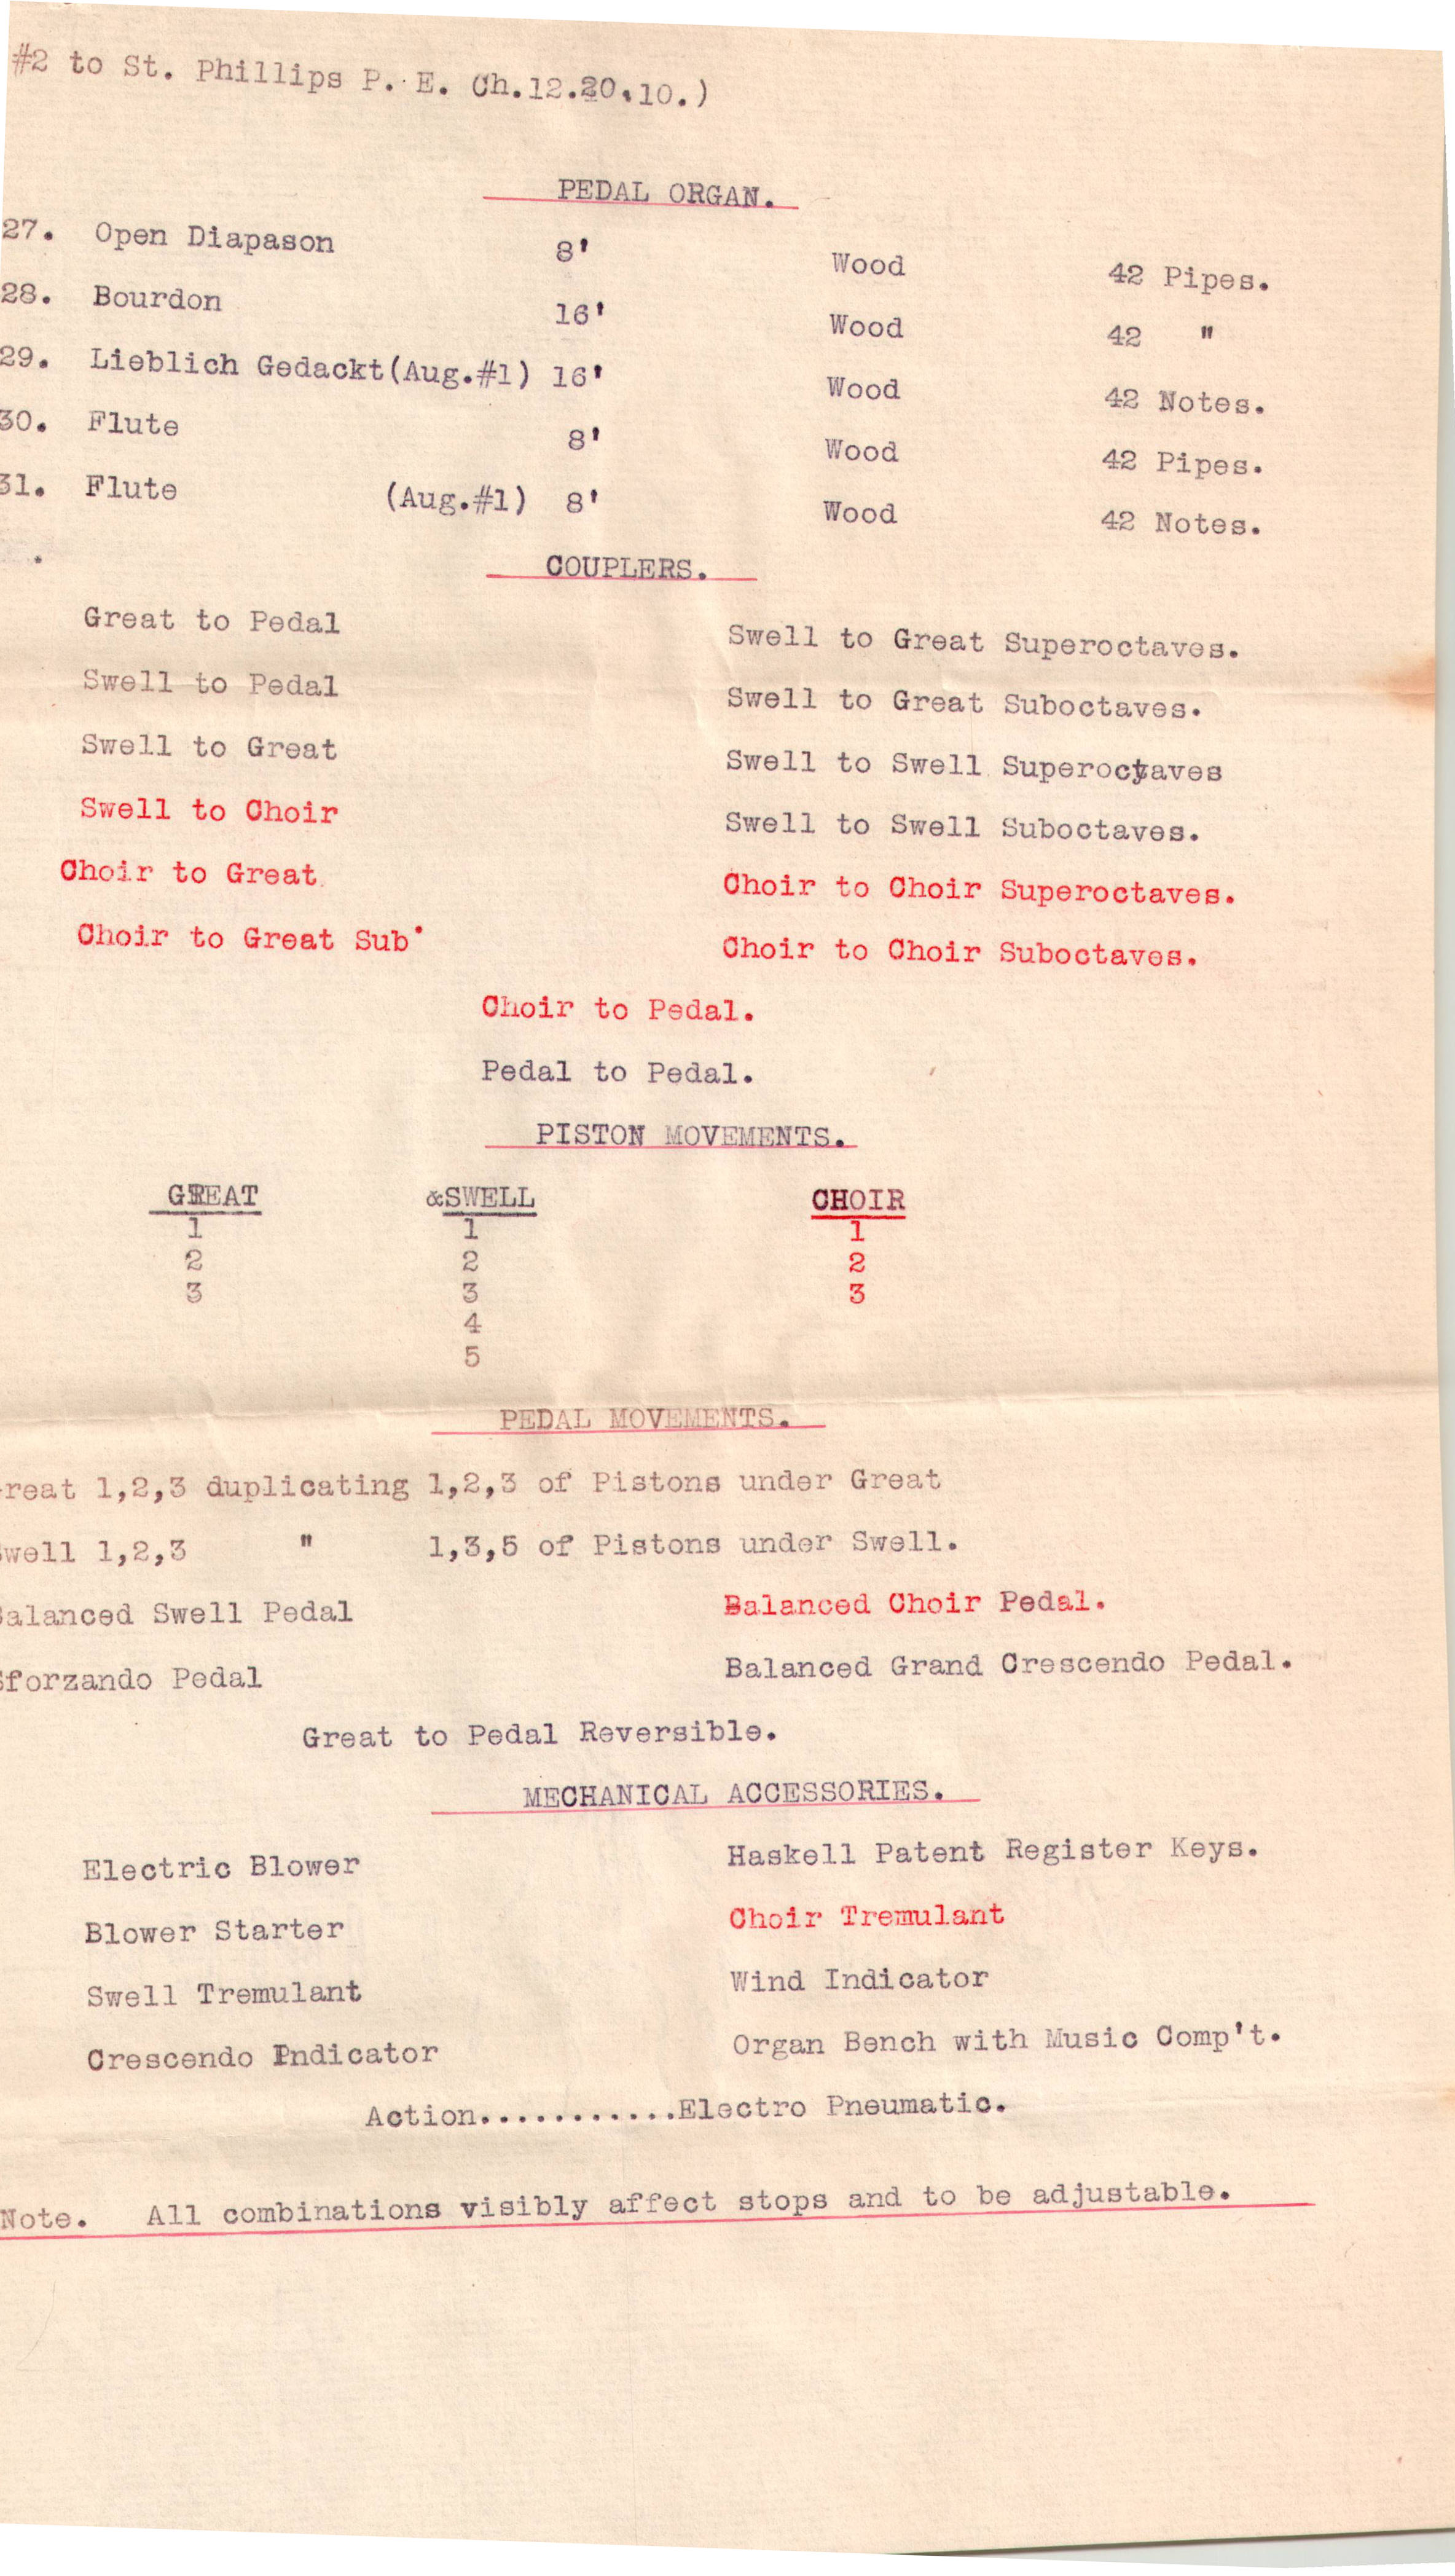 #2 to St. Phillips P. E. Ch.12.20.10.)
PEDAL ORGAN.
27. Open Diapason 8' Wood 42 Pipes.
28. Bourdon 16' Wood 42 "
29. Lieblich Gedackt(Aug.#1) 16' Wood 42 Notes.
30. Flute 8' Wood 42 Pipes.
31. Flute (Aug.#1) 8' Wood 42 Notes.
COUPLERS.
Great to Pedal Swell to Great Superoctaves.
Swell to Pedal Swell to Great Suboctaves.
Swell to Great Swell to Swell Superoctaves
Swell to Choir Swell to Swell Suboctaves.
Choir to Great Choir to Choir Superoctaves.
Choir to Great Sub' Choir to Choir Suboctaves.
Choir to Pedal.
Pedal to Pedal.
PISTON MOVEMENTS.
GREAT &SWELL CHOIR
1 1 1
2 2 2
3 3 3
4
5
PEDAL MOVEMENTS.
reat 1,2,3 duplicating 1,2,3 of Pistons under Great
well 1,2,3 " 1,3,5 of Pistons under Swell.
Balanced Swell Pedal Balanced Choir Pedal.
Sforzando Pedal Balanced Grand Crescendo Pedal.
Great to Pedal Reversible.
MECHANICAL ACCESSORIES.
Electric Blower Haskell Patent Register Keys.
Blower Starter Choir Tremulant
Swell Tremulant Wind Indicator
Crescendo Indicator Organ Bench with Music Comp't.
Action...........Electro Pneumatic.
Note. All combinations visibly affect stops and to be adjustable.